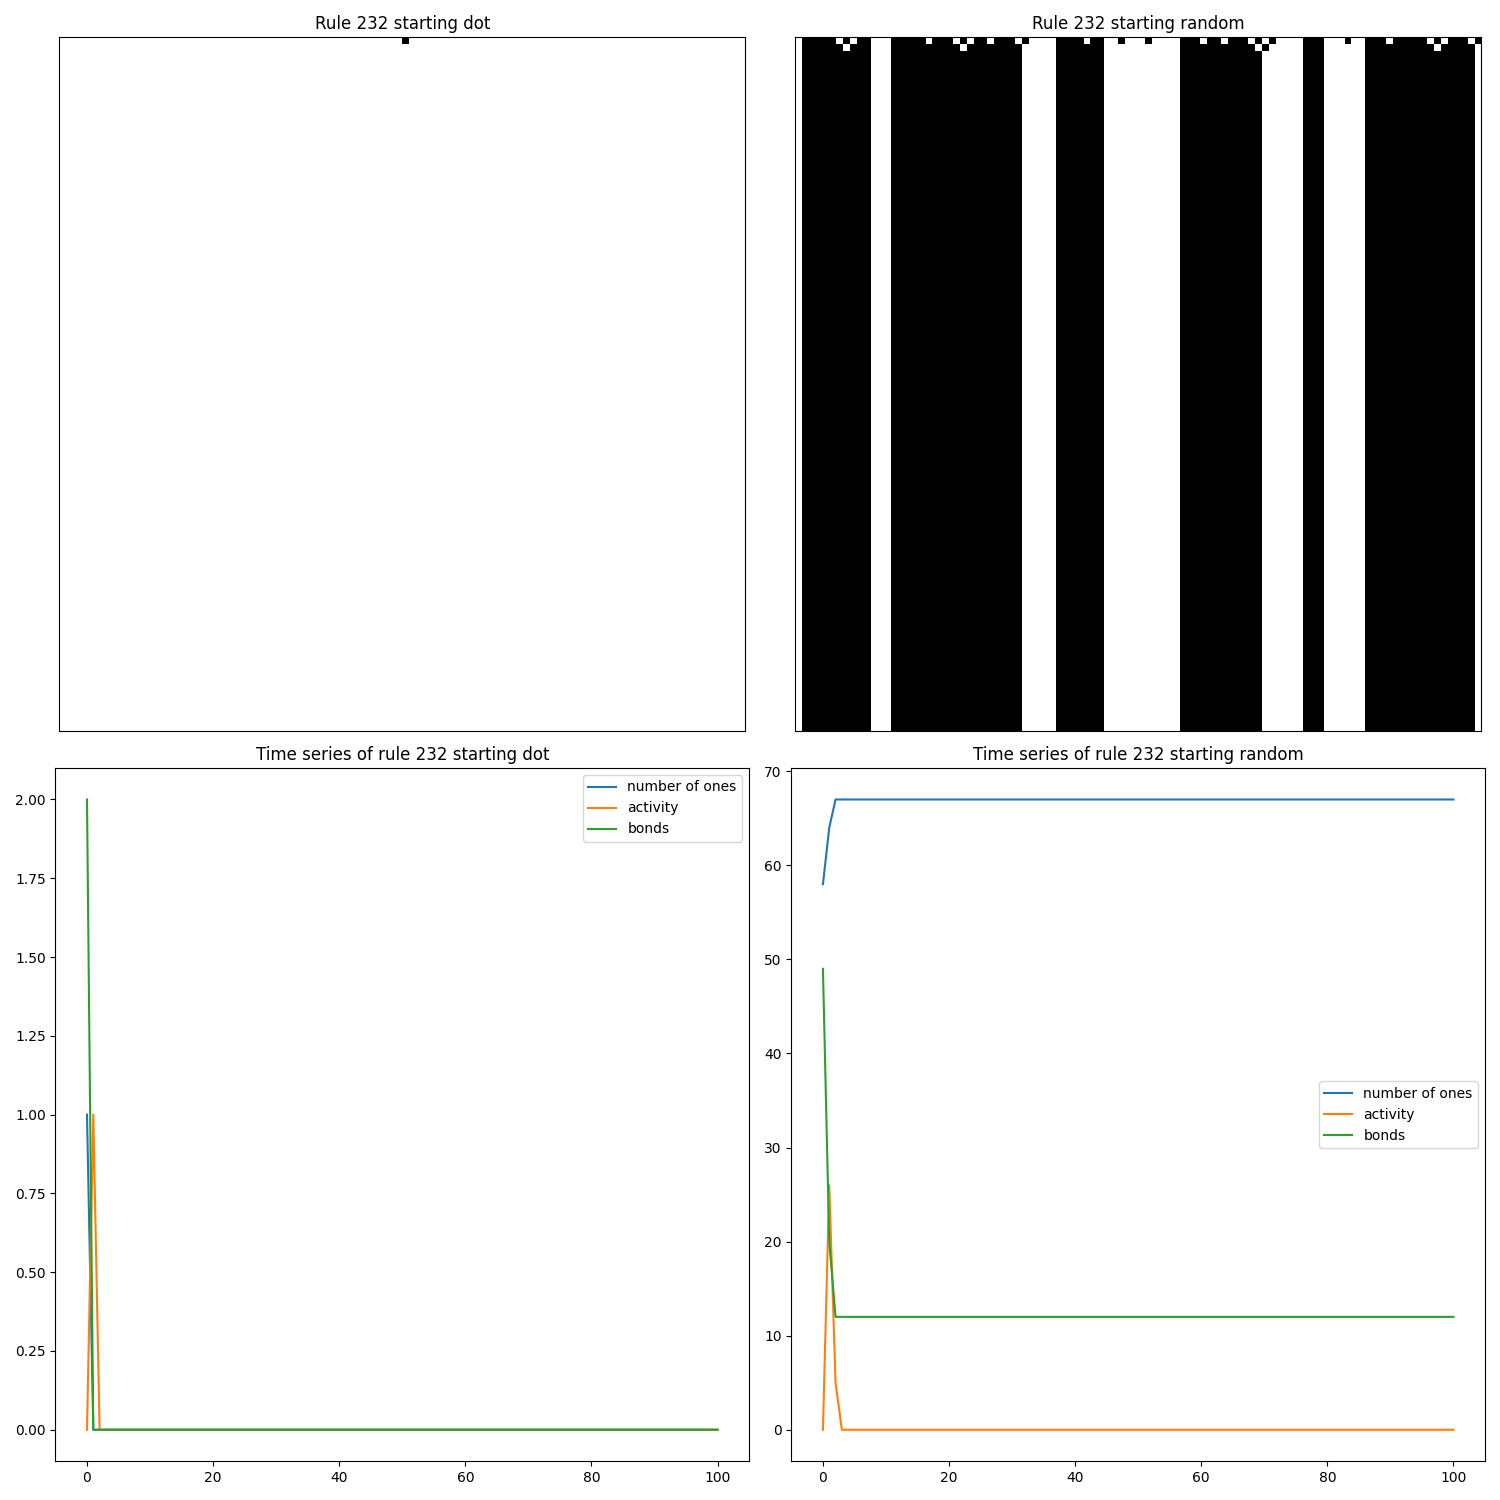 Rule 232 starting dot
Rule 232 starting random
Time series of rule 232 starting dot
2.00
1.75
1.50
1.25
1.00
0.75
0.50
0.25
0.00
0 20 40 60 80 100
number of ones
activity
bonds
Time series of rule 232 starting random
70
60
50
40
30
20
10
0
0 20 40 60 80 100
number of ones
activity
bonds